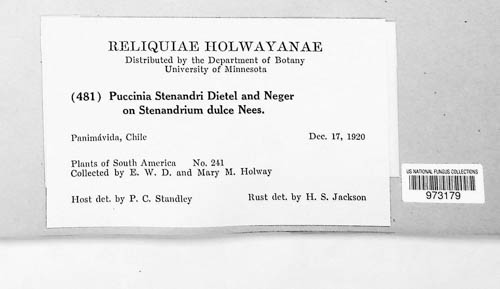 RELIQUIAE HOLWAYANAE
Distributed by the Department of Botany
University of Minnesota
(481) Puccinia Stenandri Dietel and Neger
on Stenandrium dulce Nees.
Panimávida, Chile Dec. 17, 1920
Plants of South America No. 241
Collected by E. W. D. and Mary M. Holway
Host det. by P. C. Standley Rust det. by H. S. Jackson
US NATIONAL FUNGUS COLLECTIONS
973179